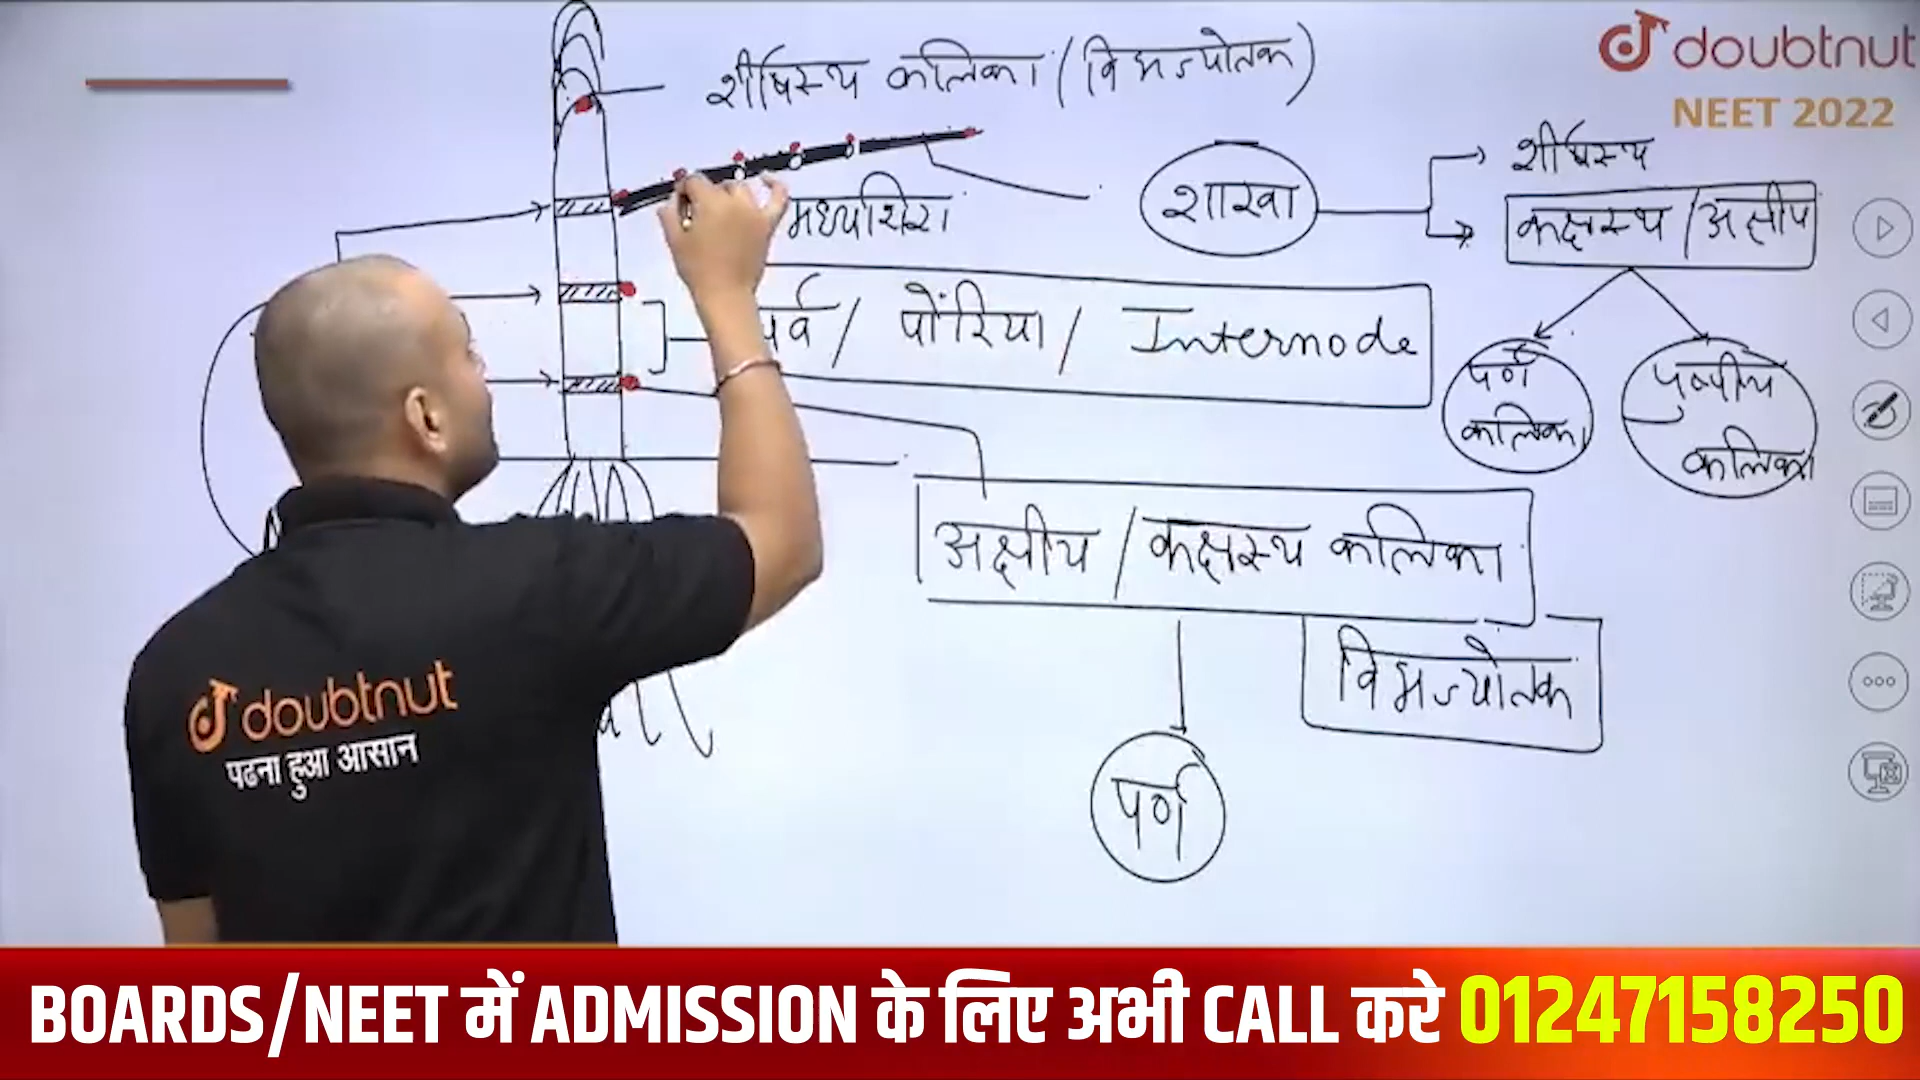 शीर्षस्थ कलिका (विभज्योतक)
doubtnut
NEET 2022
शीर्षस्थ
शाखा
कक्षस्थ / अक्षीय
मध्यशिरा
पर्व / पोरिया / Internode
पर्ण
कलिका
पुष्पीय
कलिका
अक्षीय / कक्षस्थ कलिका
विभज्योतक
पर्ण
doubtnut
पढना हुआ आसान
BOARDS/NEET में ADMISSION के लिए अभी CALL करे 01247158250